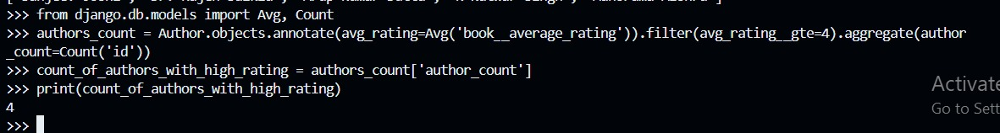 >>> from django.db.models import Avg, Count
>>> authors_count = Author.objects.annotate(avg_rating=Avg('book__average_rating')).filter(avg_rating__gte=4).aggregate(author
_count=Count('id'))
>>> count_of_authors_with_high_rating = authors_count['author_count']
>>> print(count_of_authors_with_high_rating)
4
>>>
Activate
Go to Sett